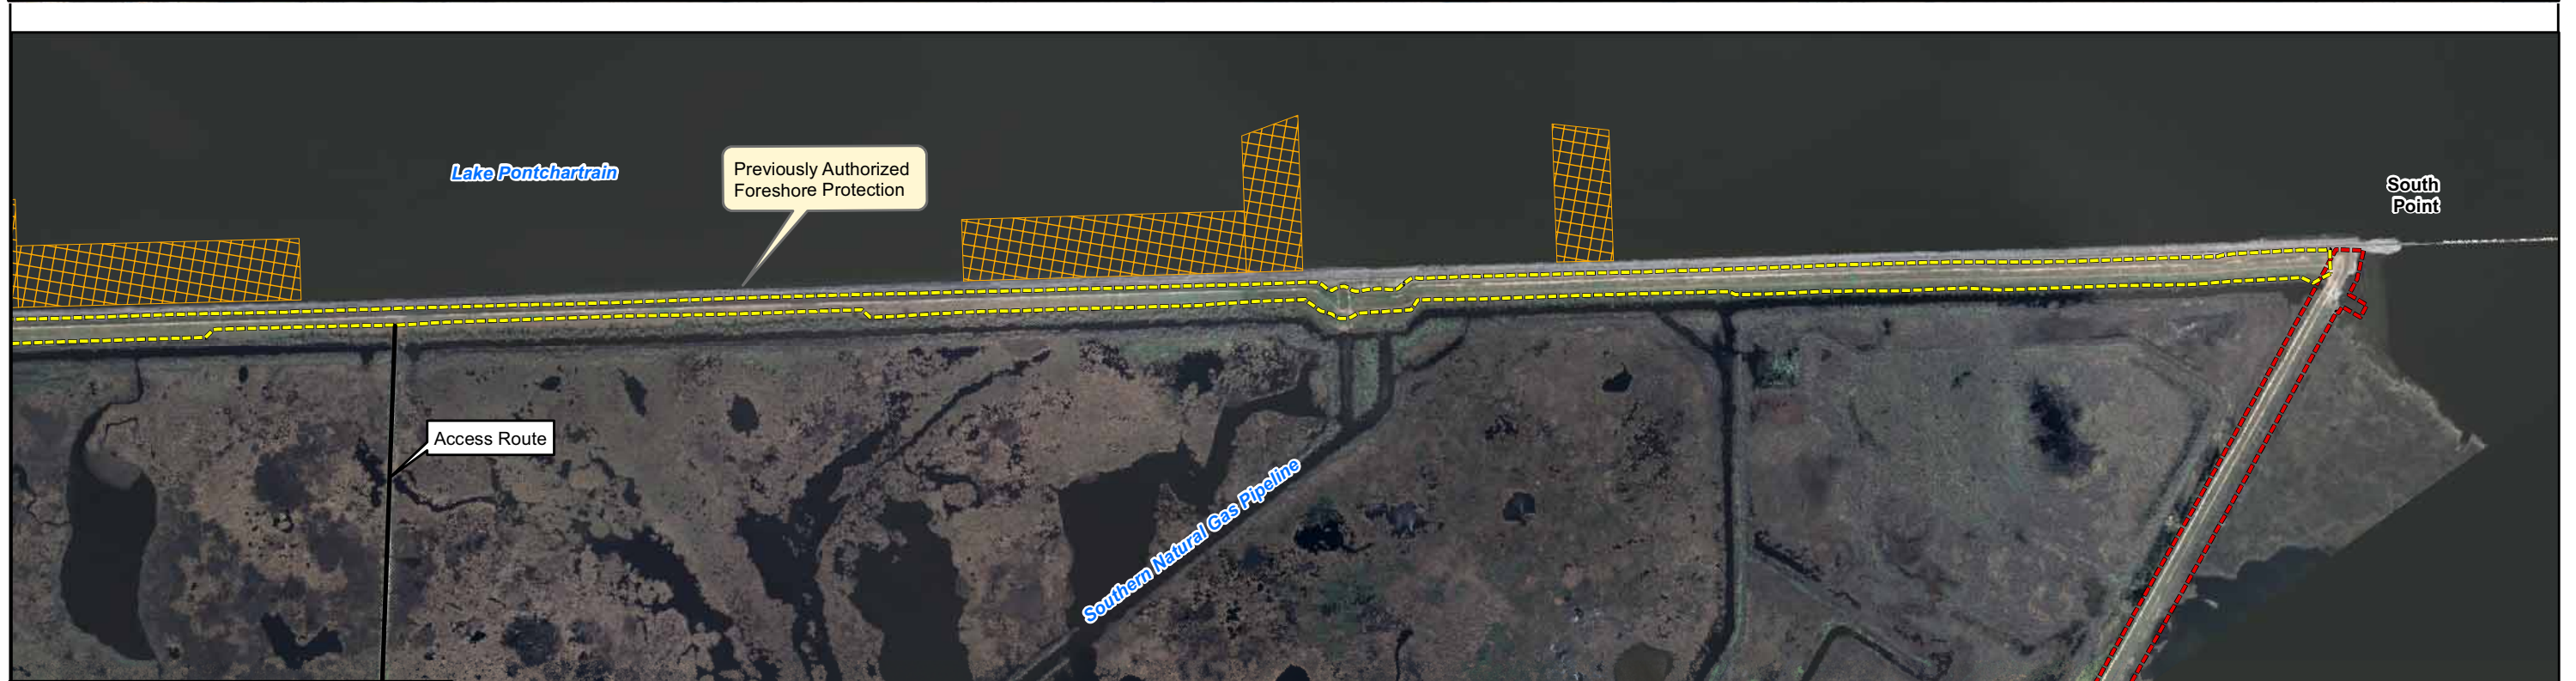 Lake Pontchartrain
Previously Authorized
Foreshore Protection
South
Point
Access Route
Southern Natural Gas Pipeline